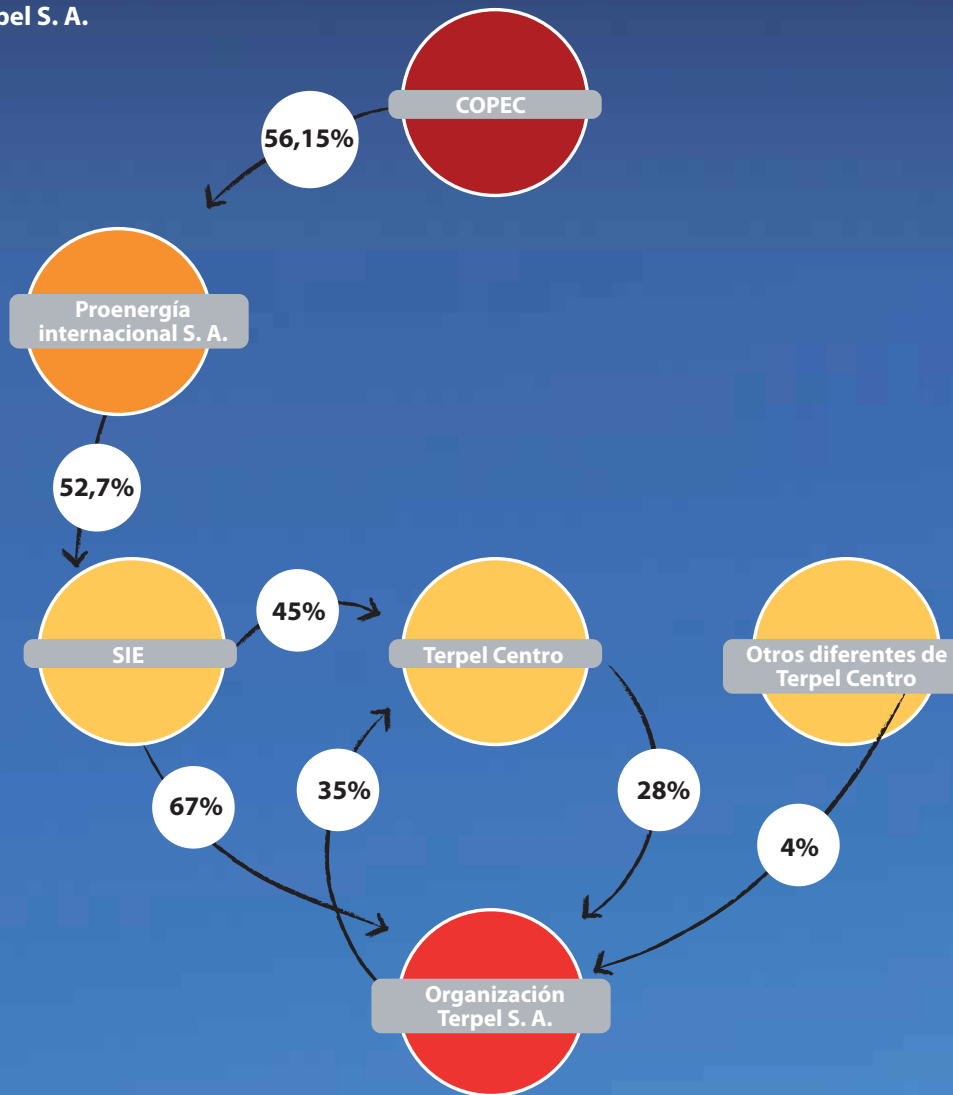 S. A.
COPEC
56,15%
Proenergía
internacional S. A.
52,7%
45%
SIE
Terpel Centro
Otros diferentes de
Terpel Centro
67%
35%
28%
4%
Organización
Terpel S. A.